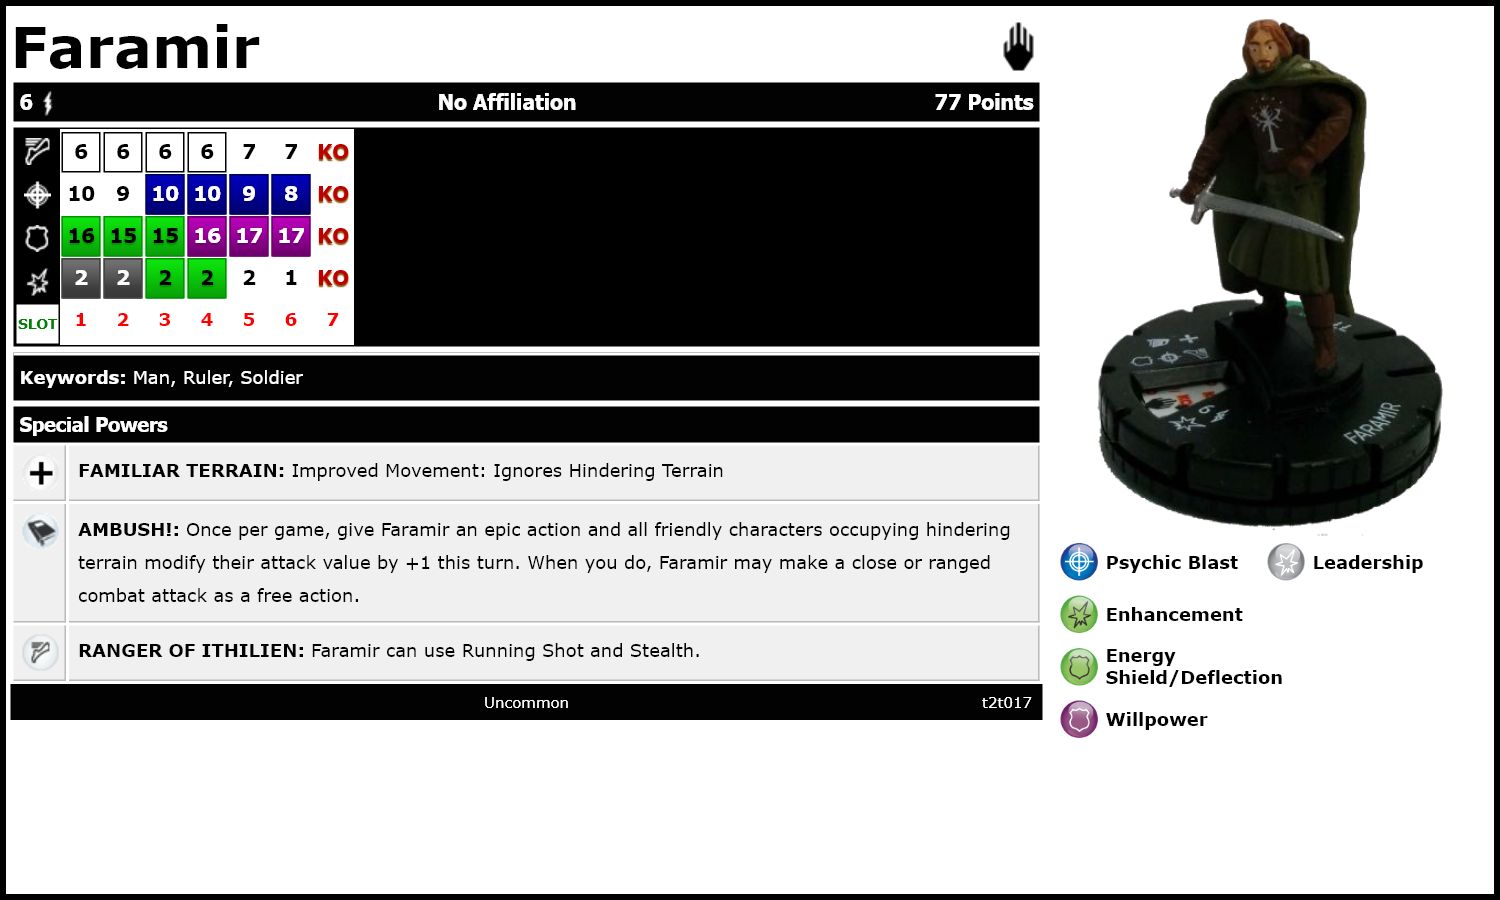 Faramir
6 No Affiliation 77 Points
6 6 6 6 7 7 KO
10 9 10 10 9 8 KO
16 15 15 16 17 17 KO
2 2 2 2 2 1 KO
SLOT 1 2 3 4 5 6 7
Keywords: Man, Ruler, Soldier
Special Powers
FAMILIAR TERRAIN: Improved Movement: Ignores Hindering Terrain
AMBUSH!: Once per game, give Faramir an epic action and all friendly characters occupying hindering
terrain modify their attack value by +1 this turn. When you do, Faramir may make a close or ranged
combat attack as a free action.
RANGER OF ITHILIEN: Faramir can use Running Shot and Stealth.
Uncommon t2t017
FARAMIR
6
KO
Psychic Blast Leadership
Enhancement
Energy
Shield/Deflection
Willpower